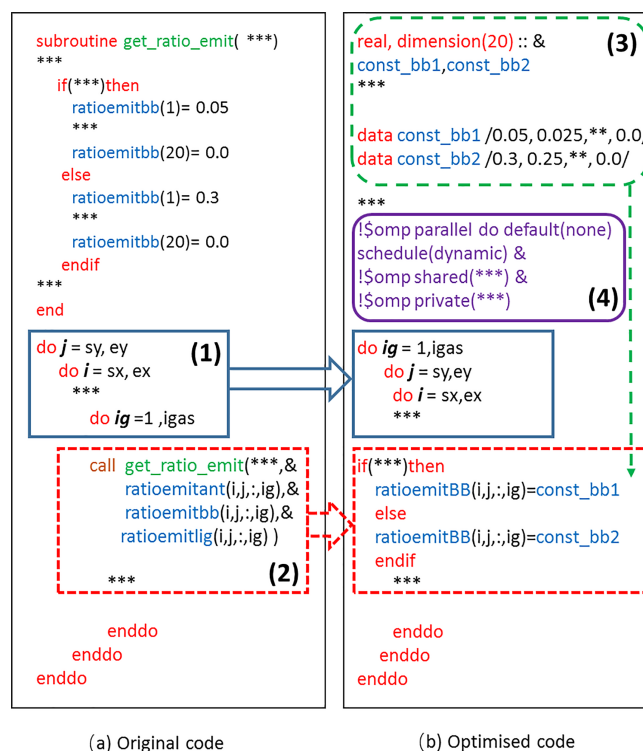 subroutine get_ratio_emit( ***)
***
if(***)then
ratioemitbb(1)= 0.05
***
ratioemitbb(20)= 0.0
else
ratioemitbb(1)= 0.3
***
ratioemitbb(20)= 0.0
endif
***
end
do j = sy, ey
(1)
do i = sx, ex
***
do ig =1 ,igas
call get_ratio_emit(***,&
ratioemitant(i,j,:,ig),&
ratioemitbb(i,j,:,ig),&
ratioemitlig(i,j,:,ig) )
(2)
***
enddo
enddo
enddo
(a) Original code
real, dimension(20) :: &
(3)
const_bb1,const_bb2
***
data const_bb1 /0.05, 0.025,**, 0.0/
data const_bb2 /0.3, 0.25,**, 0.0/
***
!$omp parallel do default(none)
schedule(dynamic) &
!$omp shared(***) &
!$omp private(***)
(4)
do ig = 1,igas
do j = sy,ey
do i = sx,ex
***
if(***)then
ratioemitBB(i,j,:,ig)=const_bb1
else
ratioemitBB(i,j,:,ig)=const_bb2
endif
***
enddo
enddo
enddo
(b) Optimised code